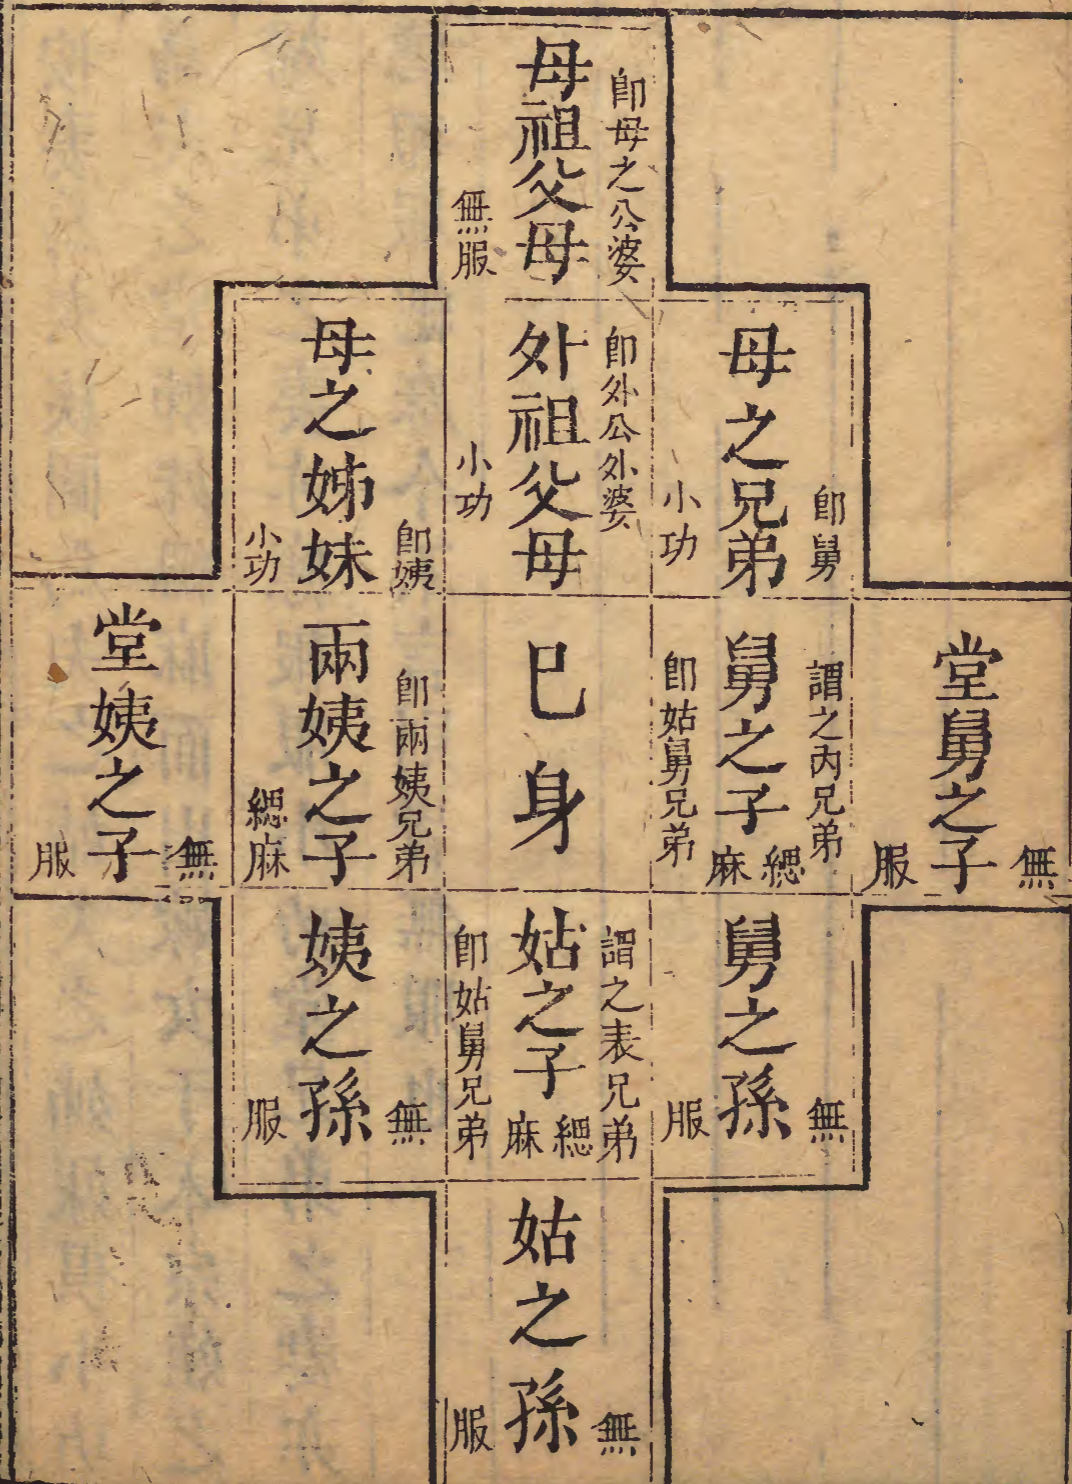 即母之公婆
母祖父母
無服
即舅
母之兄弟
小功
即外公外婆
外祖父母
小功
即姨
母之姊妹
小功
堂舅之子
無服
謂之內兄弟
舅之子
緦麻
即姑舅兄弟
巳身
即兩姨兄弟
兩姨之子
緦麻
堂姨之子
無服
舅之孫
無服
謂之表兄弟
姑之子
緦麻
即姑舅兄弟
姨之孫
無服
姑之孫
無服